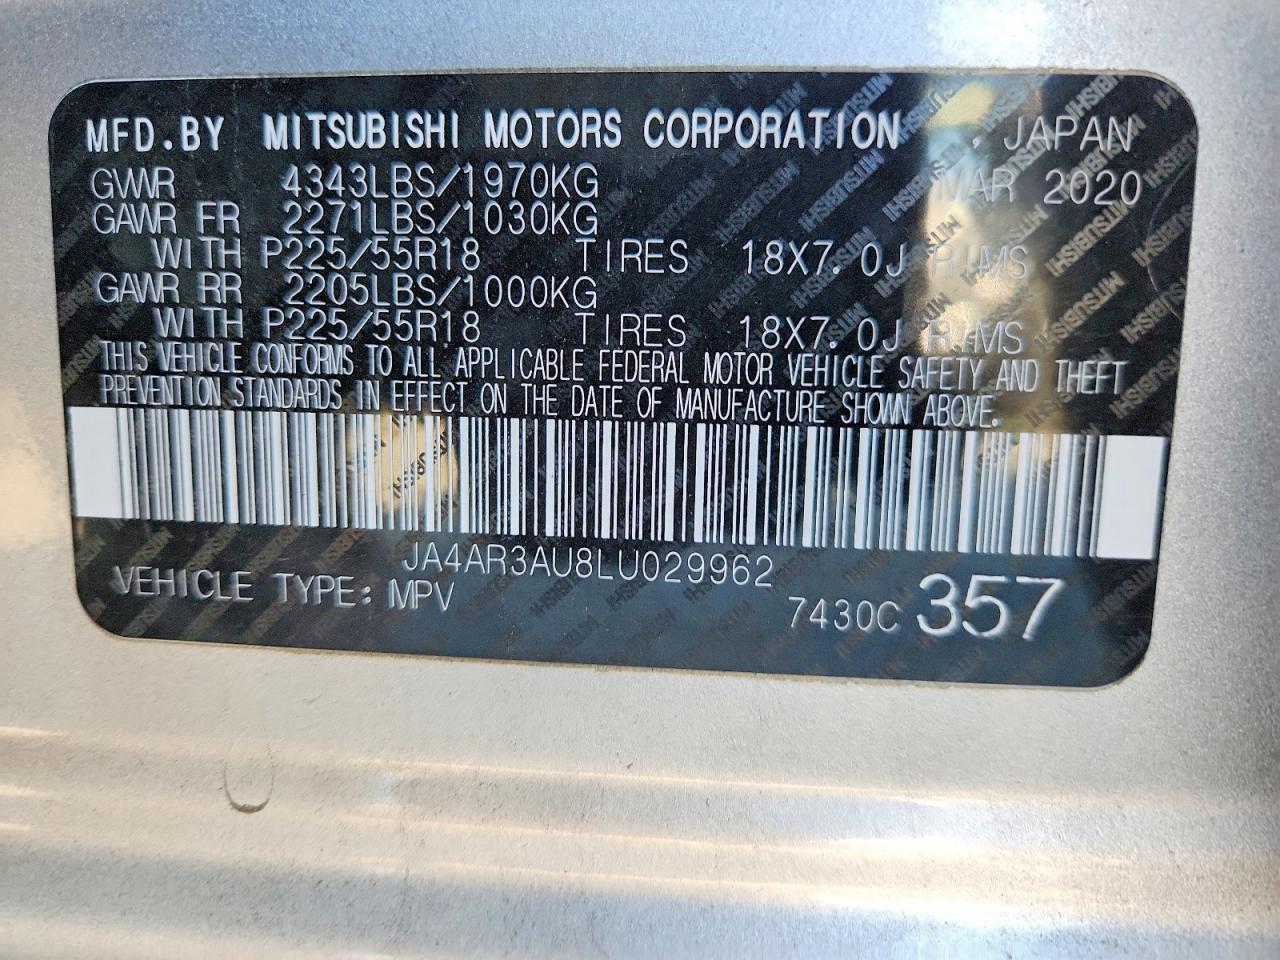 MFD.BY MITSUBISHI MOTORS CORPORATION. JAPAN
GVWR 4343LBS/1970KG MAR 2020
GAWR FR 2271LBS/1030KG
WITH P225/55R18 TIRES 18X7.0J RIMS
GAWR RR 2205LBS/1000KG
WITH P225/55R18 TIRES 18X7.0J RIMS
THIS VEHICLE CONFORMS TO ALL APPLICABLE FEDERAL MOTOR VEHICLE SAFETY AND THEFT
PREVENTION STANDARDS IN EFFECT ON THE DATE OF MANUFACTURE SHOWN ABOVE.
JA4AR3AU8LU029962
VEHICLE TYPE: MPV
7430C 357